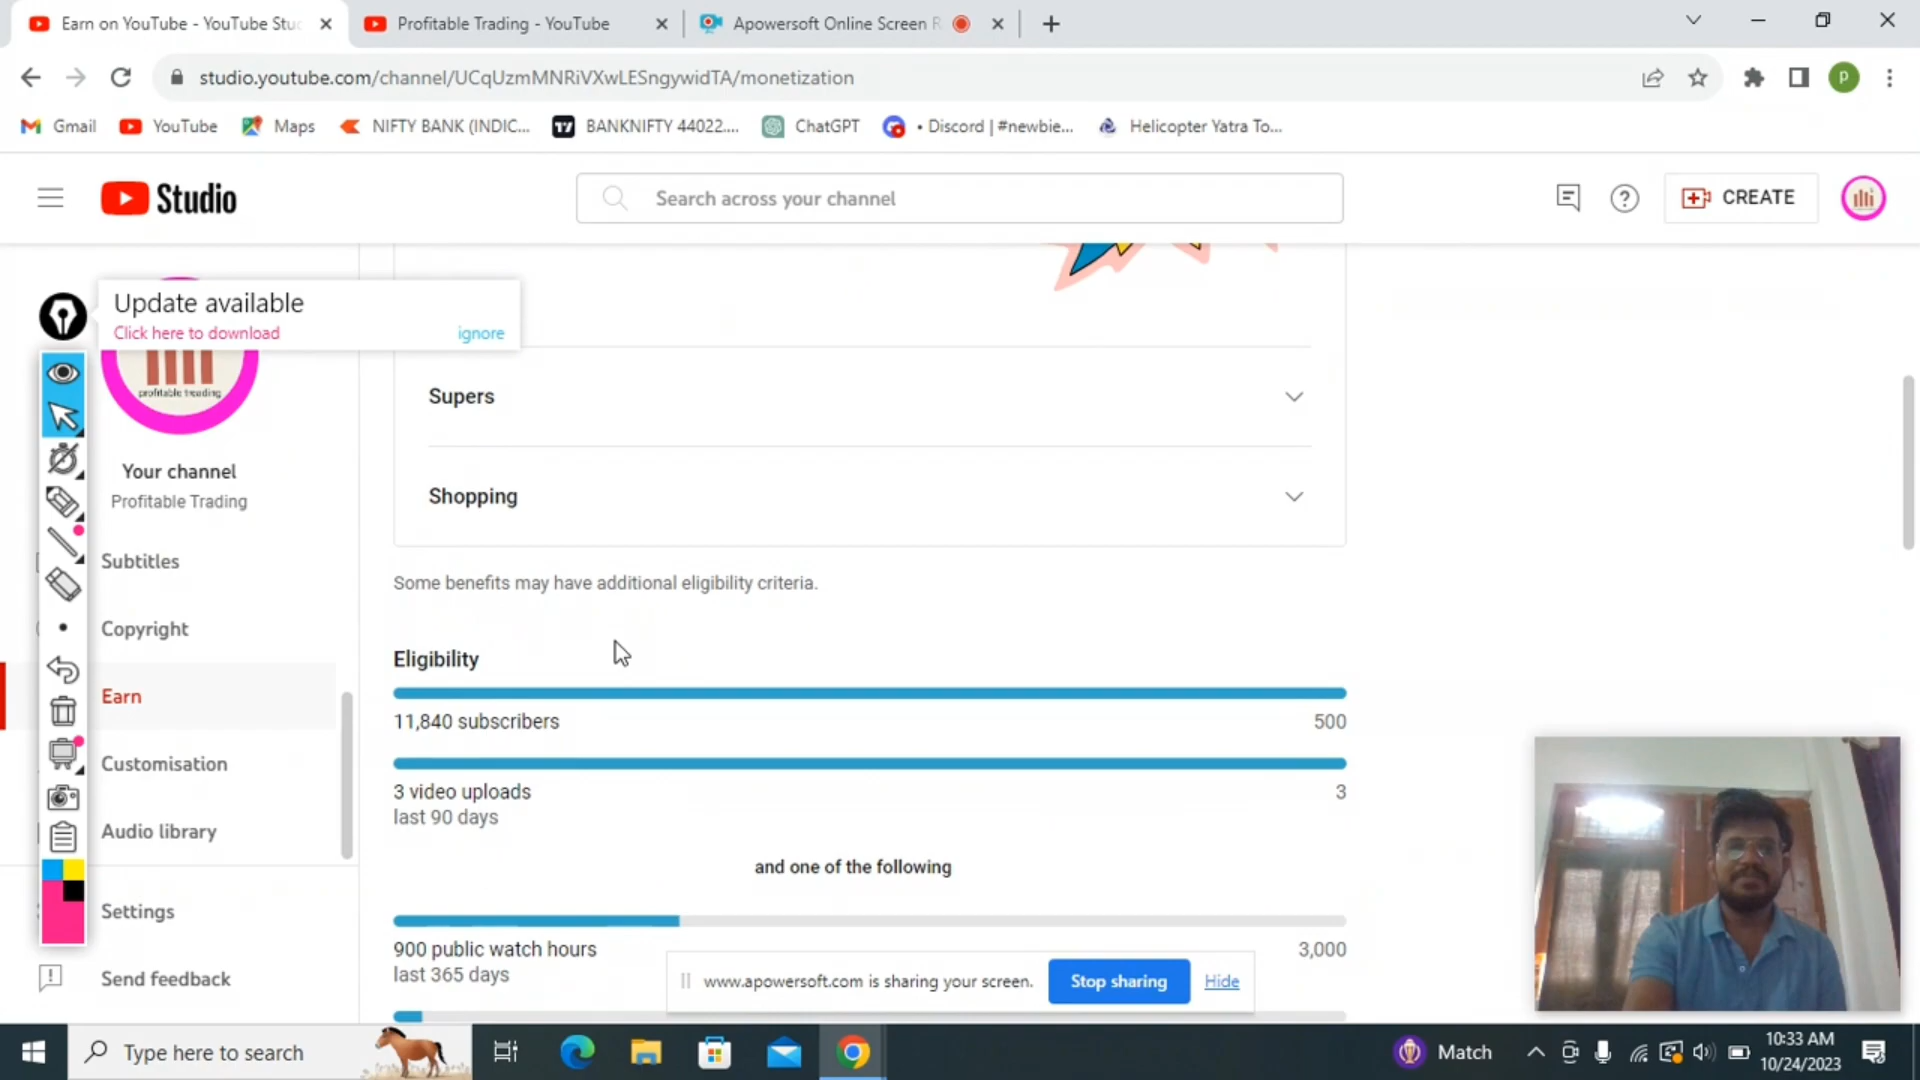 Earn on YouTube - YouTube Stu
Profitable Trading - YouTube
Apowersoft Online Screen R
studio.youtube.com/channel/UCqUzmMNRiVXwLESngywidTA/monetization
P
Gmail
YouTube
Maps
NIFTY BANK (INDIC...
BANKNIFTY 44022....
ChatGPT
• Discord | #newbie...
Helicopter Yatra To...
Studio
Search across your channel
CREATE
Update available
Click here to download
ignore
profitable treading
Your channel
Profitable Trading
Subtitles
Copyright
Earn
Customisation
Audio library
Settings
Send feedback
Supers
Shopping
Some benefits may have additional eligibility criteria.
Eligibility
11,840 subscribers
500
3 video uploads
3
last 90 days
and one of the following
900 public watch hours
3,000
last 365 days
www.apowersoft.com is sharing your screen.
Stop sharing
Hide
Type here to search
Match
10:33 AM
10/24/2023